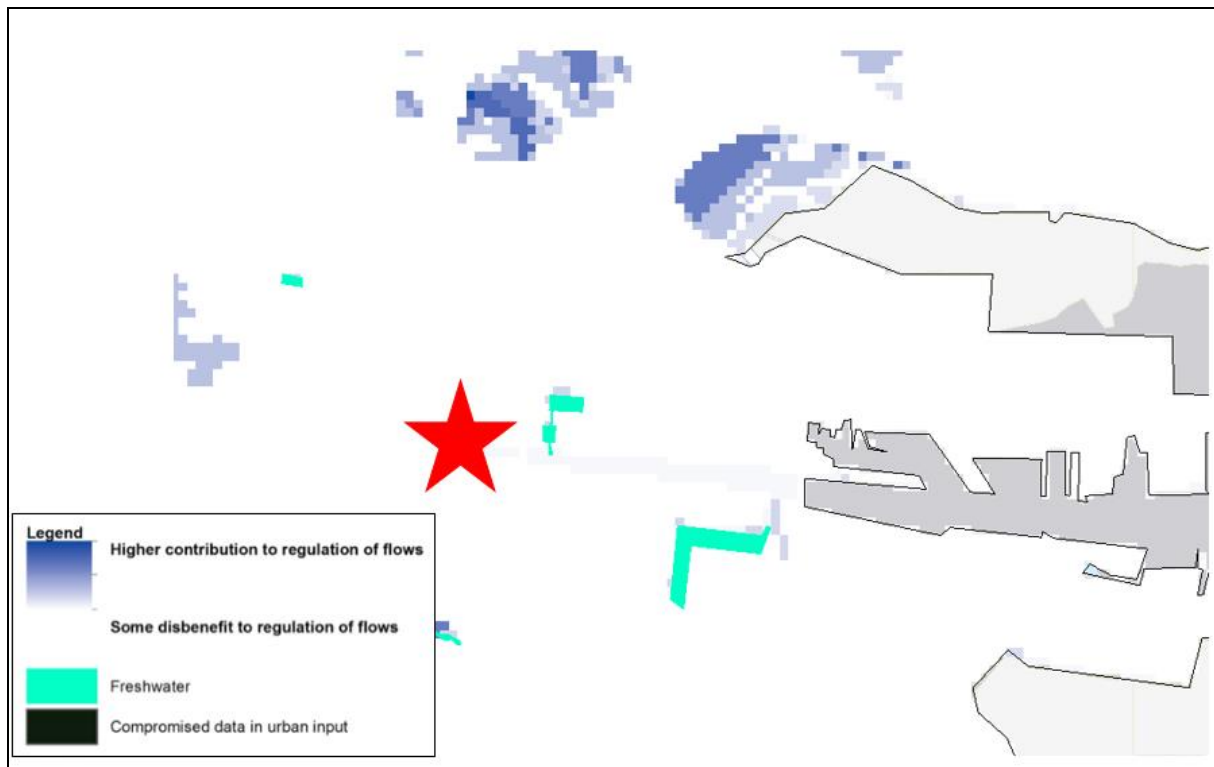 Legend
Higher contribution to regulation of flows
Some disbenefit to regulation of flows
Freshwater
Compromised data in urban input